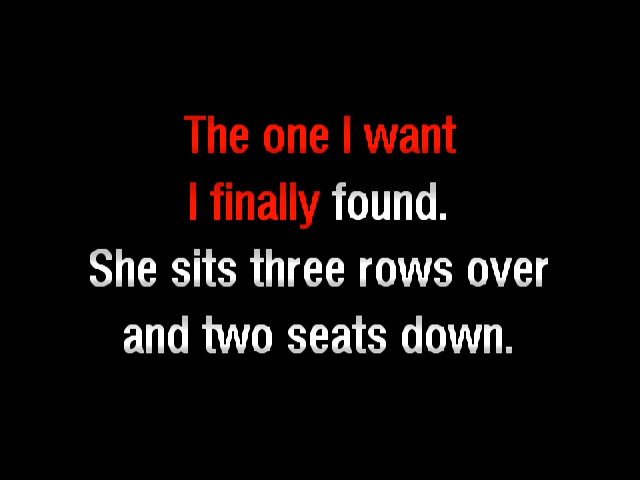 The one I want
I finally found.
She sits three rows over
and two seats down.